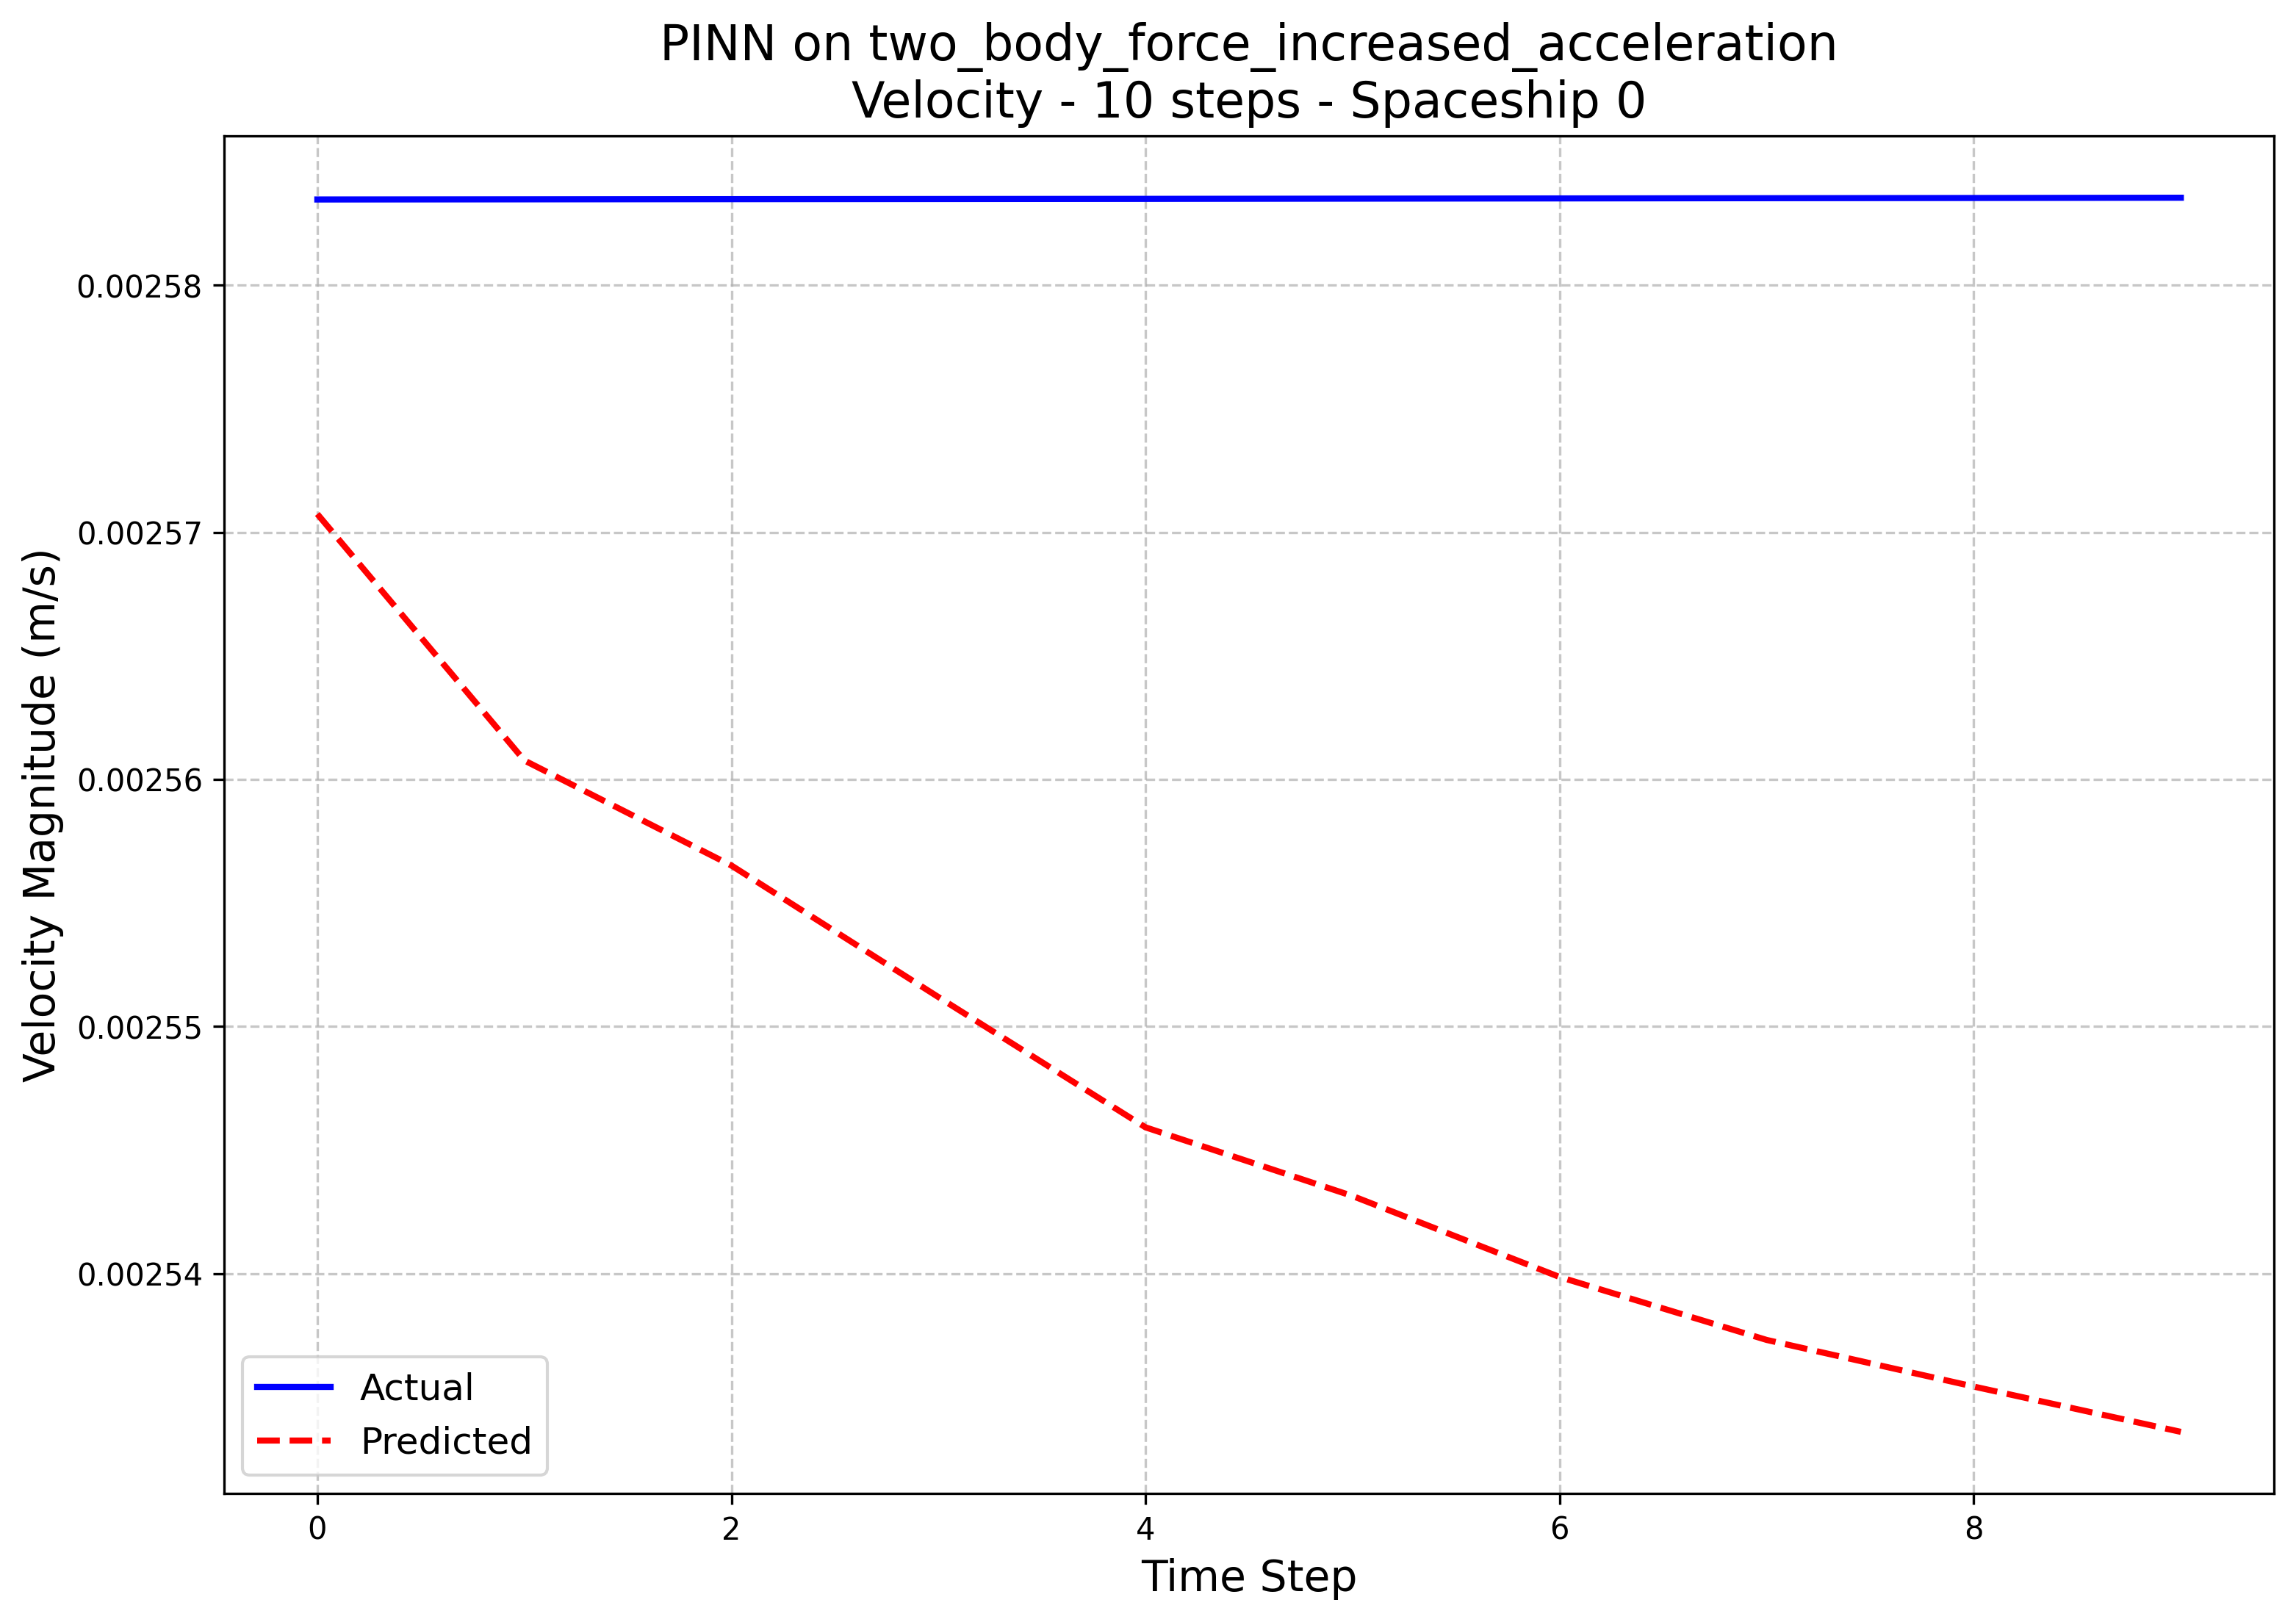 PINN on two_body_force_increased_acceleration
Velocity - 10 steps - Spaceship 0
Velocity Magnitude (m/s)
0.00258
0.00257
0.00256
0.00255
0.00254
Actual
Predicted
0 2 4 6 8
Time Step